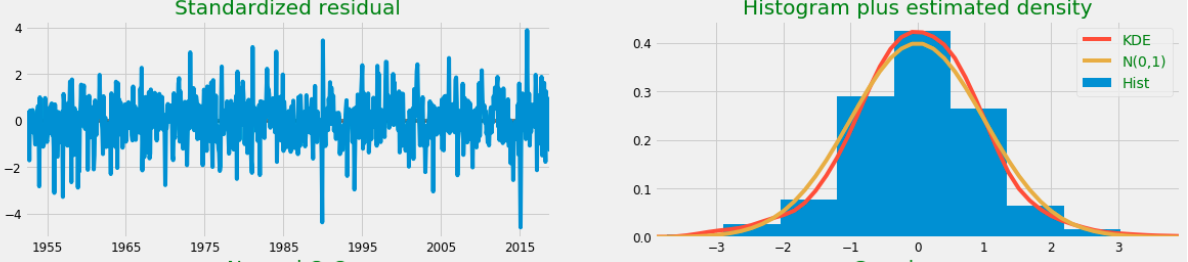 Standardized residual
4
2
0
−2
−4
1955 1965 1975 1985 1995 2005 2015
Histogram plus estimated density
0.4
0.3
0.2
0.1
0.0
−3 −2 −1 0 1 2 3
KDE
N(0,1)
Hist